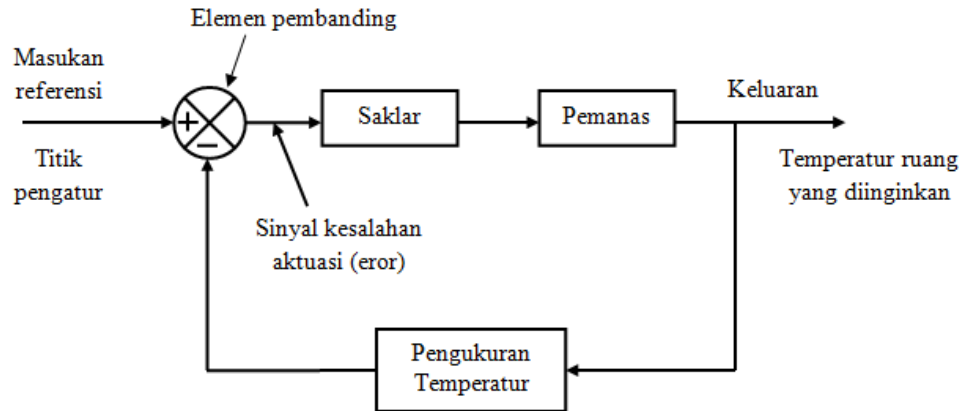 Elemen pembanding
Masukan
referensi
+
−
Titik
pengatur
Saklar
Pemanas
Keluaran
Temperatur ruang
yang diinginkan
Sinyal kesalahan
aktuasi (eror)
Pengukuran
Temperatur